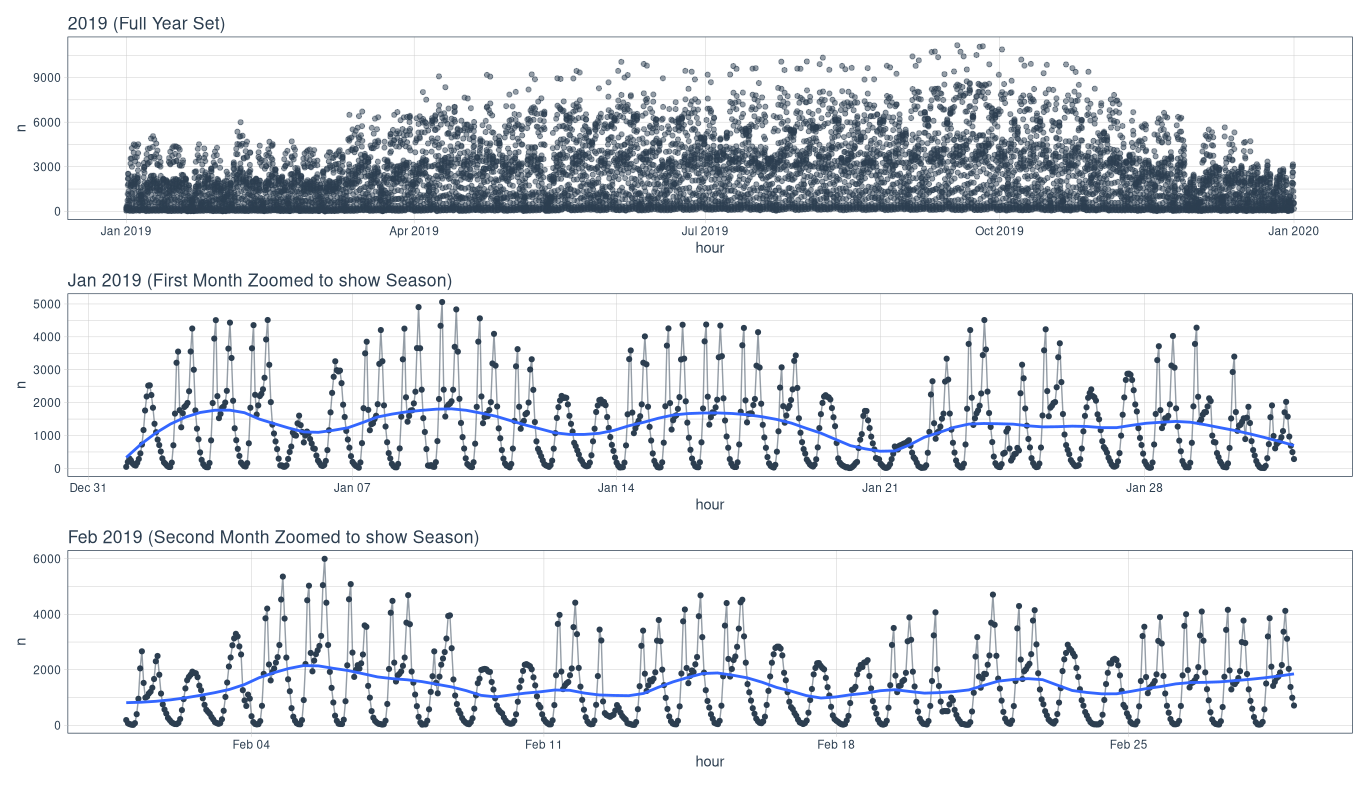 2019 (Full Year Set)
n
9000
6000
3000
0
Jan 2019 Apr 2019 Jul 2019 Oct 2019 Jan 2020
hour
Jan 2019 (First Month Zoomed to show Season)
n
5000
4000
3000
2000
1000
0
Dec 31 Jan 07 Jan 14 Jan 21 Jan 28
hour
Feb 2019 (Second Month Zoomed to show Season)
n
6000
4000
2000
0
Feb 04 Feb 11 Feb 18 Feb 25
hour